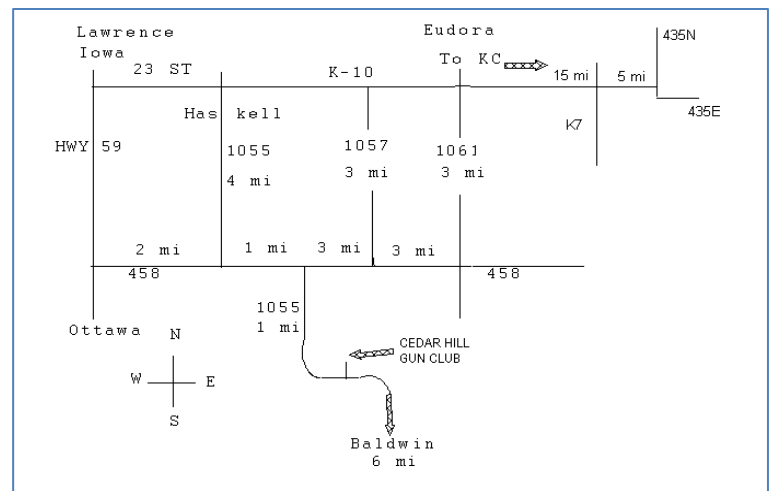 Lawrence
Iowa
23 ST
K-10
Eudora
To KC
15 mi
5 mi
435N
435E
K7
Has kell
HWY 59
1055
4 mi
1057
3 mi
1061
3 mi
2 mi
1 mi
3 mi
3 mi
458
458
1055
1 mi
Ottawa
N
W
E
S
CEDAR HILL
GUN CLUB
Baldwin
6 mi